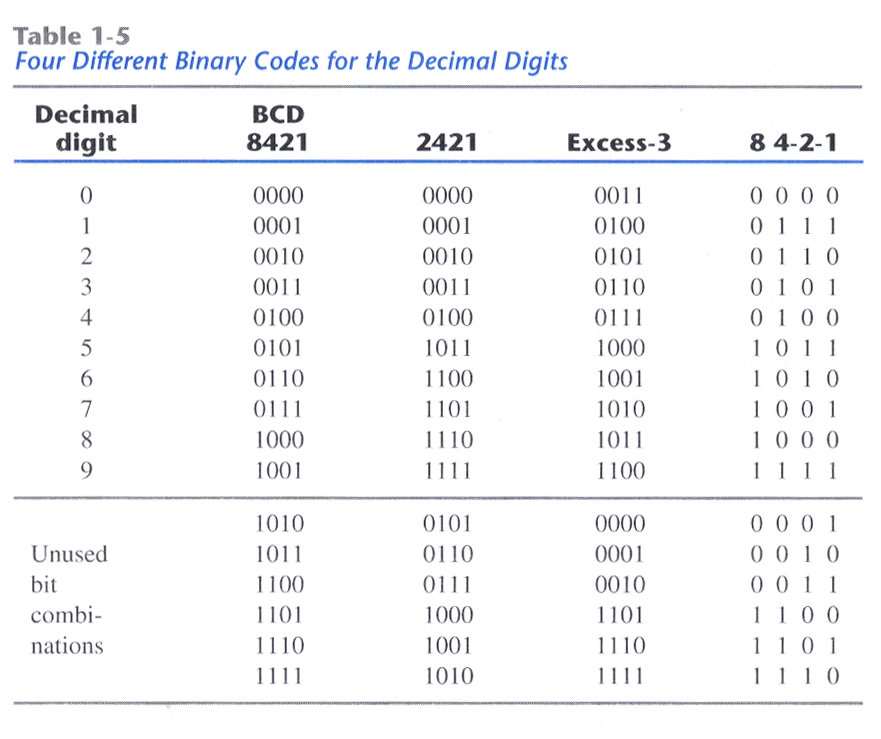 Table 1-5
Four Different Binary Codes for the Decimal Digits
Decimal digit BCD 8421 2421 Excess-3 8 4-2-1
0 0000 0000 0011 0 0 0 0
1 0001 0001 0100 0 1 1 1
2 0010 0010 0101 0 1 1 0
3 0011 0011 0110 0 1 0 1
4 0100 0100 0111 0 1 0 0
5 0101 1011 1000 1 0 1 1
6 0110 1100 1001 1 0 1 0
7 0111 1101 1010 1 0 0 1
8 1000 1110 1011 1 0 0 0
9 1001 1111 1100 1 1 1 1
1010 0101 0000 0 0 0 1
Unused 1011 0110 0001 0 0 1 0
bit 1100 0111 0010 0 0 1 1
combi- 1101 1000 1101 1 1 0 0
nations 1110 1001 1110 1 1 0 1
1111 1010 1111 1 1 1 0